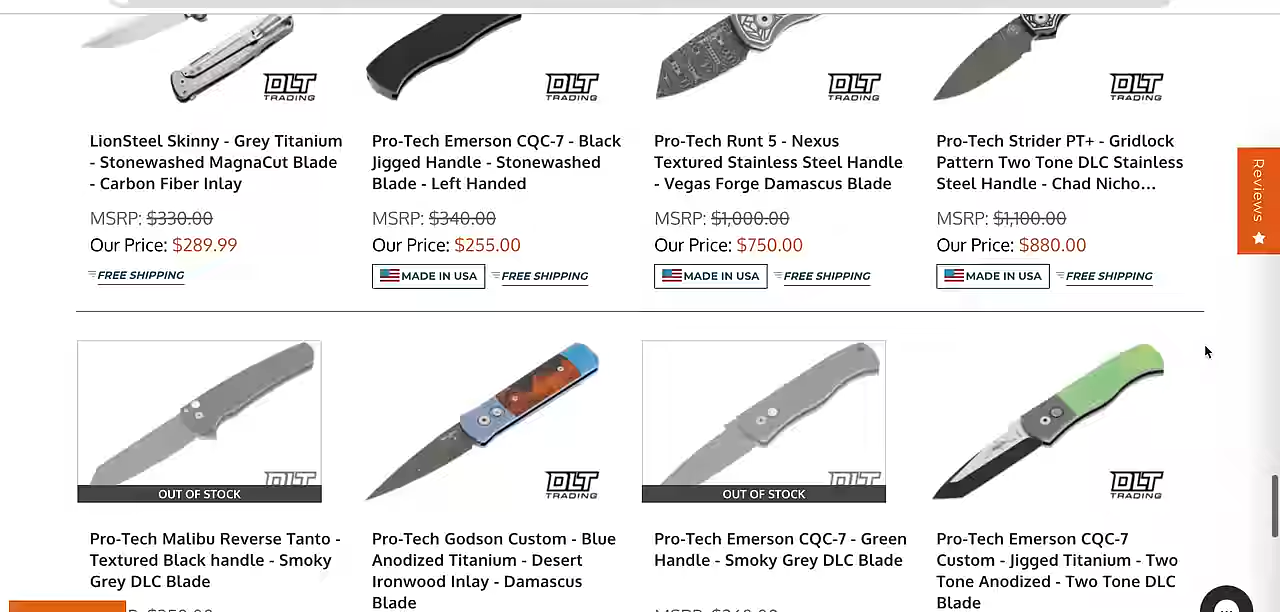 DLT
TRADING
DLT
TRADING
DLT
TRADING
DLT
TRADING
LionSteel Skinny - Grey Titanium
- Stonewashed MagnaCut Blade
- Carbon Fiber Inlay
MSRP: $330.00
Our Price: $289.99
FREE SHIPPING
Pro-Tech Emerson CQC-7 - Black
Jigged Handle - Stonewashed
Blade - Left Handed
MSRP: $340.00
Our Price: $255.00
MADE IN USA FREE SHIPPING
Pro-Tech Runt 5 - Nexus
Textured Stainless Steel Handle
- Vegas Forge Damascus Blade
MSRP: $1,000.00
Our Price: $750.00
MADE IN USA FREE SHIPPING
Pro-Tech Strider PT+ - Gridlock
Pattern Two Tone DLC Stainless
Steel Handle - Chad Nicho...
MSRP: $1,100.00
Our Price: $880.00
MADE IN USA FREE SHIPPING
Reviews
DLT
OUT OF STOCK
DLT
TRADING
DLT
OUT OF STOCK
DLT
TRADING
Pro-Tech Malibu Reverse Tanto -
Textured Black handle - Smoky
Grey DLC Blade
Pro-Tech Godson Custom - Blue
Anodized Titanium - Desert
Ironwood Inlay - Damascus
Blade
Pro-Tech Emerson CQC-7 - Green
Handle - Smoky Grey DLC Blade
Pro-Tech Emerson CQC-7
Custom - Jigged Titanium - Two
Tone Anodized - Two Tone DLC
Blade